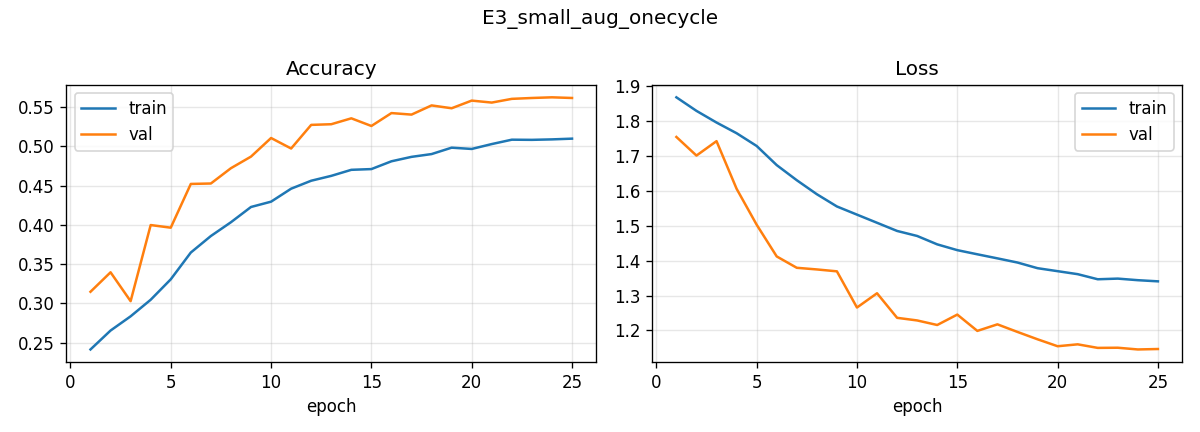 E3_small_aug_onecycle
Accuracy
train
val
0.55
0.50
0.45
0.40
0.35
0.30
0.25
0 5 10 15 20 25
epoch
Loss
train
val
1.9
1.8
1.7
1.6
1.5
1.4
1.3
1.2
0 5 10 15 20 25
epoch